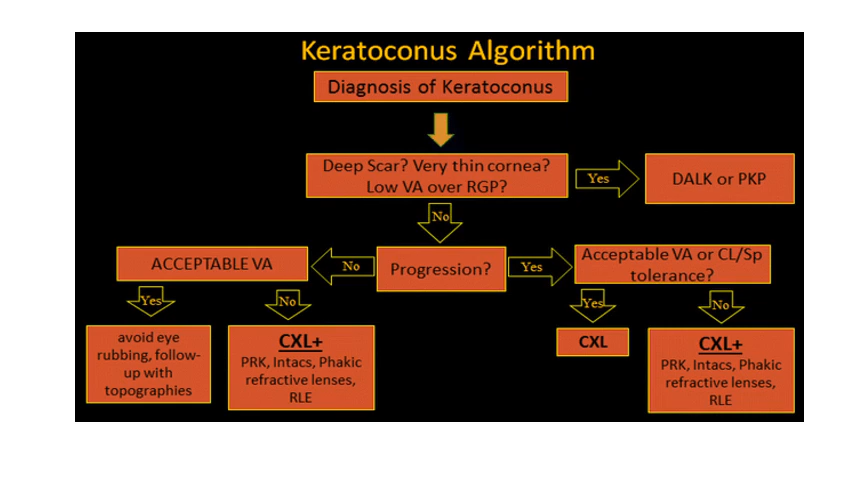 Keratoconus Algorithm
Diagnosis of Keratoconus
Deep Scar? Very thin cornea?
Low VA over RGP?
Yes
DALK or PKP
No
ACCEPTABLE VA
No
Progression?
Yes
Acceptable VA or CL/Sp
tolerance?
Yes
No
Yes
No
avoid eye
rubbing, follow-
up with
topographies
CXL+
PRK, Intacs, Phakic
refractive lenses,
RLE
CXL
CXL+
PRK, Intacs, Phakic
refractive lenses,
RLE